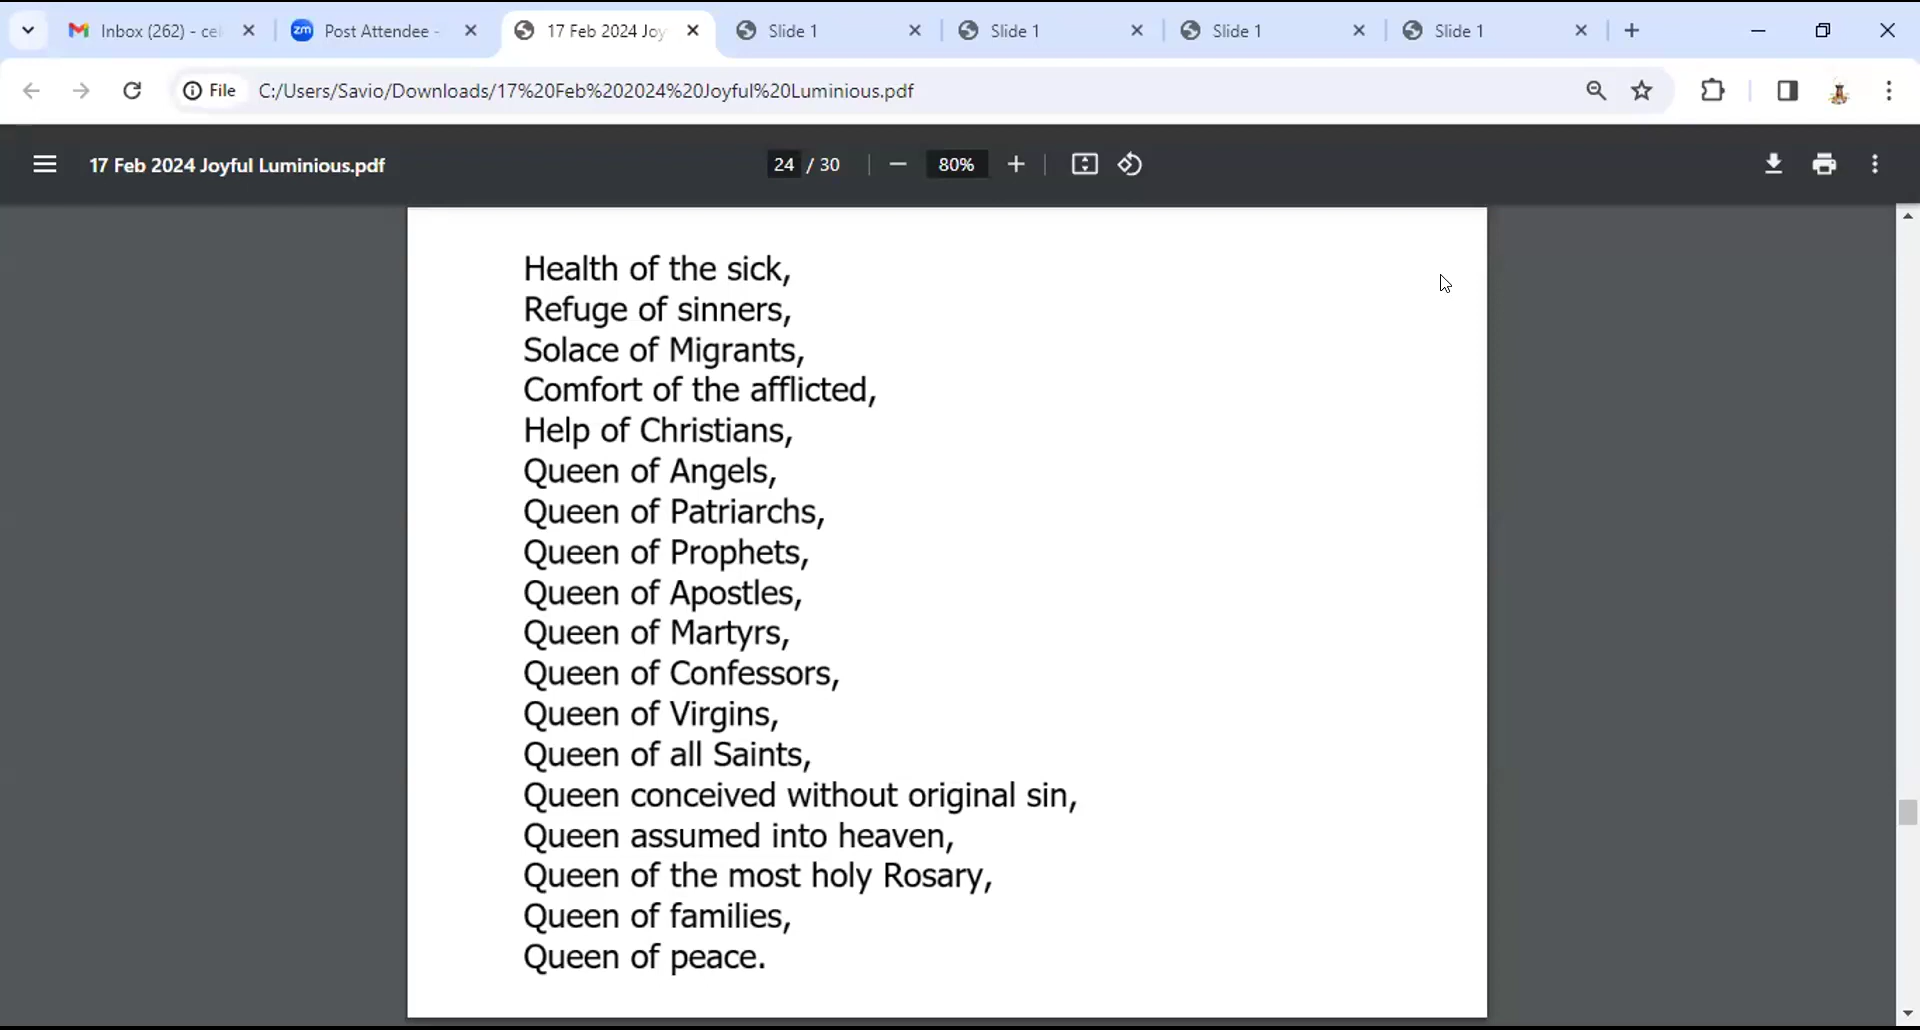 Inbox (262) - cel
Post Attendee -
17 Feb 2024 Joy
Slide 1
Slide 1
Slide 1
Slide 1
File
C:/Users/Savio/Downloads/17%20Feb%202024%20Joyful%20Luminious.pdf
17 Feb 2024 Joyful Luminious.pdf
24 / 30
80%
Health of the sick,
Refuge of sinners,
Solace of Migrants,
Comfort of the afflicted,
Help of Christians,
Queen of Angels,
Queen of Patriarchs,
Queen of Prophets,
Queen of Apostles,
Queen of Martyrs,
Queen of Confessors,
Queen of Virgins,
Queen of all Saints,
Queen conceived without original sin,
Queen assumed into heaven,
Queen of the most holy Rosary,
Queen of families,
Queen of peace.